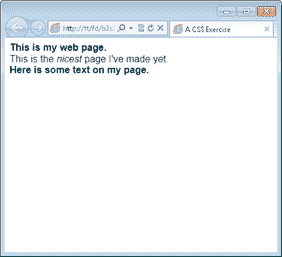 A CSS Exercise
This is my web page.
This is the nicest page I've made yet.
Here is some text on my page.